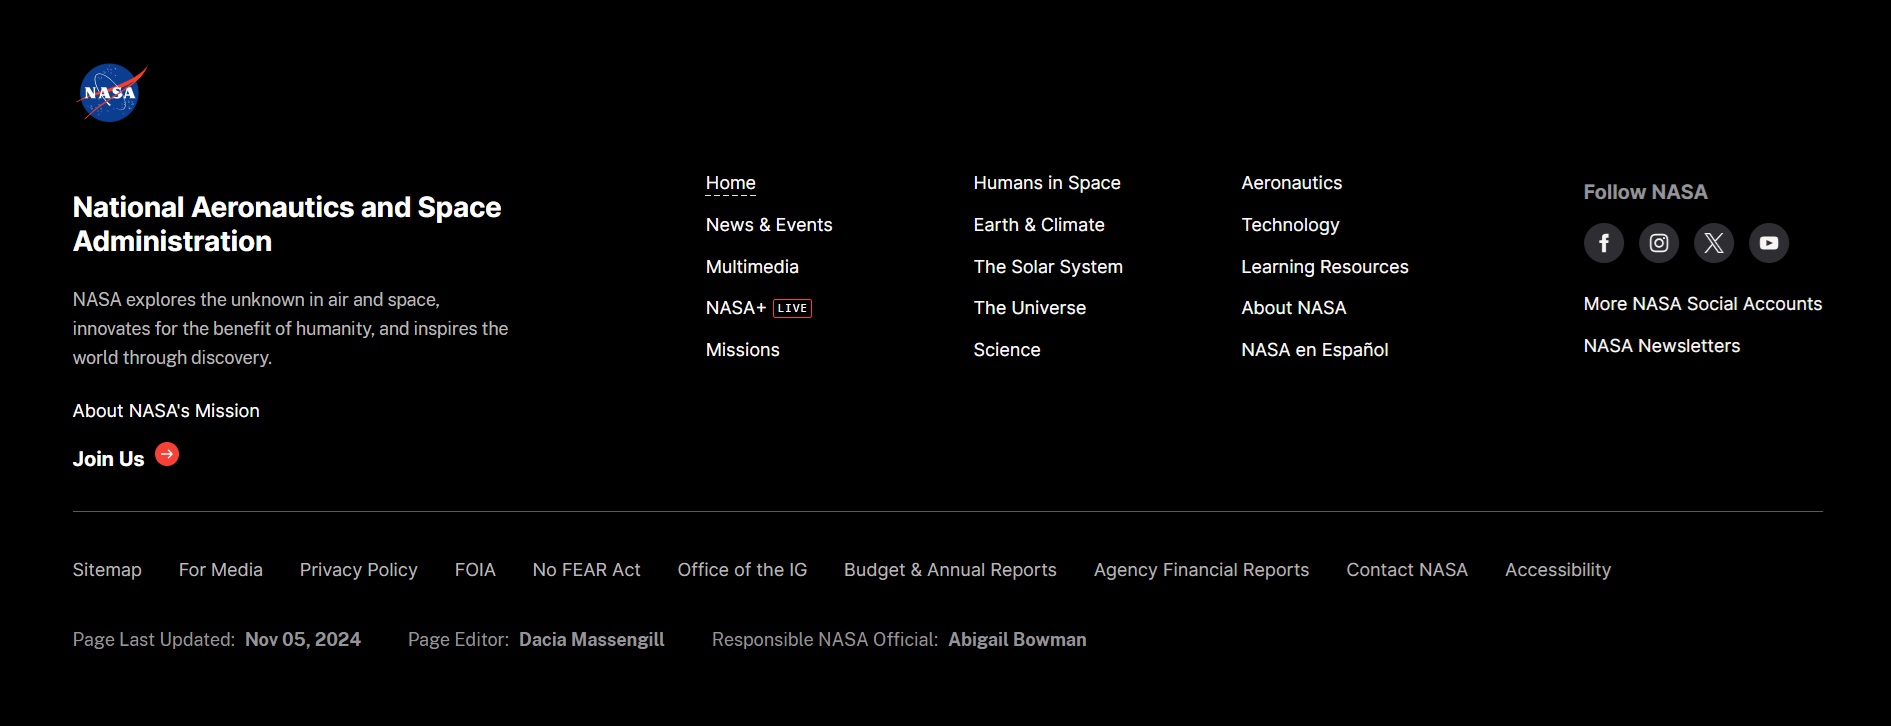 NASA
National Aeronautics and Space
Administration
NASA explores the unknown in air and space,
innovates for the benefit of humanity, and inspires the
world through discovery.
About NASA's Mission
Join Us
Home
News & Events
Multimedia
NASA+ LIVE
Missions
Humans in Space
Earth & Climate
The Solar System
The Universe
Science
Aeronautics
Technology
Learning Resources
About NASA
NASA en Español
Follow NASA
More NASA Social Accounts
NASA Newsletters
Sitemap For Media Privacy Policy FOIA No FEAR Act Office of the IG Budget & Annual Reports Agency Financial Reports Contact NASA Accessibility
Page Last Updated: Nov 05, 2024 Page Editor: Dacia Massengill Responsible NASA Official: Abigail Bowman